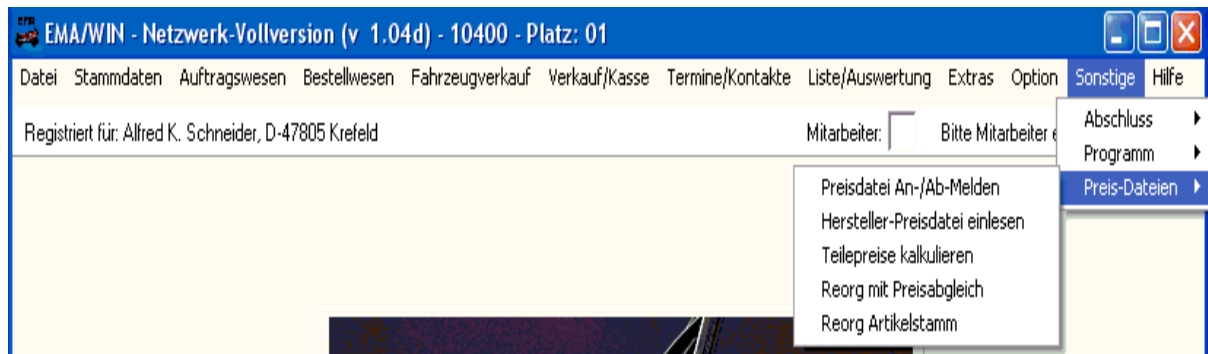 EMA/WIN - Netzwerk-Vollversion (v 1.04d) - 10400 - Platz: 01
Datei Stammdaten Auftragswesen Bestellwesen Fahrzeugverkauf Verkauf/Kasse Termine/Kontakte Liste/Auswertung Extras Option Sonstige Hilfe
Registriert für: Alfred K. Schneider, D-47805 Krefeld Mitarbeiter: Bitte Mitarbeiter
Abschluss
Programm
Preis-Dateien
Preisdatei An-/Ab-Melden
Hersteller-Preisdatei einlesen
Teilepreise kalkulieren
Reorg mit Preisabgleich
Reorg Artikelstamm